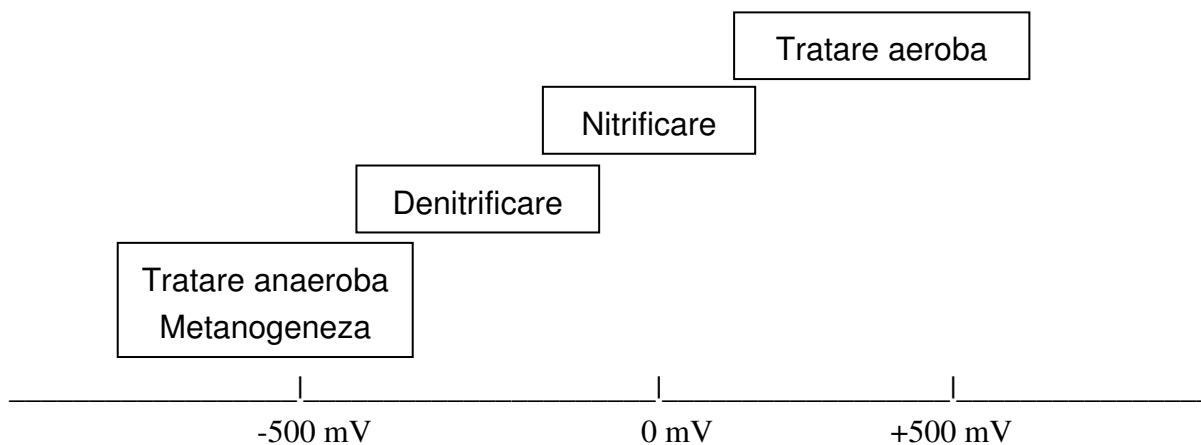 Tratare aeroba
Nitrificare
Denitrificare
Tratare anaeroba
Metanogeneza
-500 mV 0 mV +500 mV